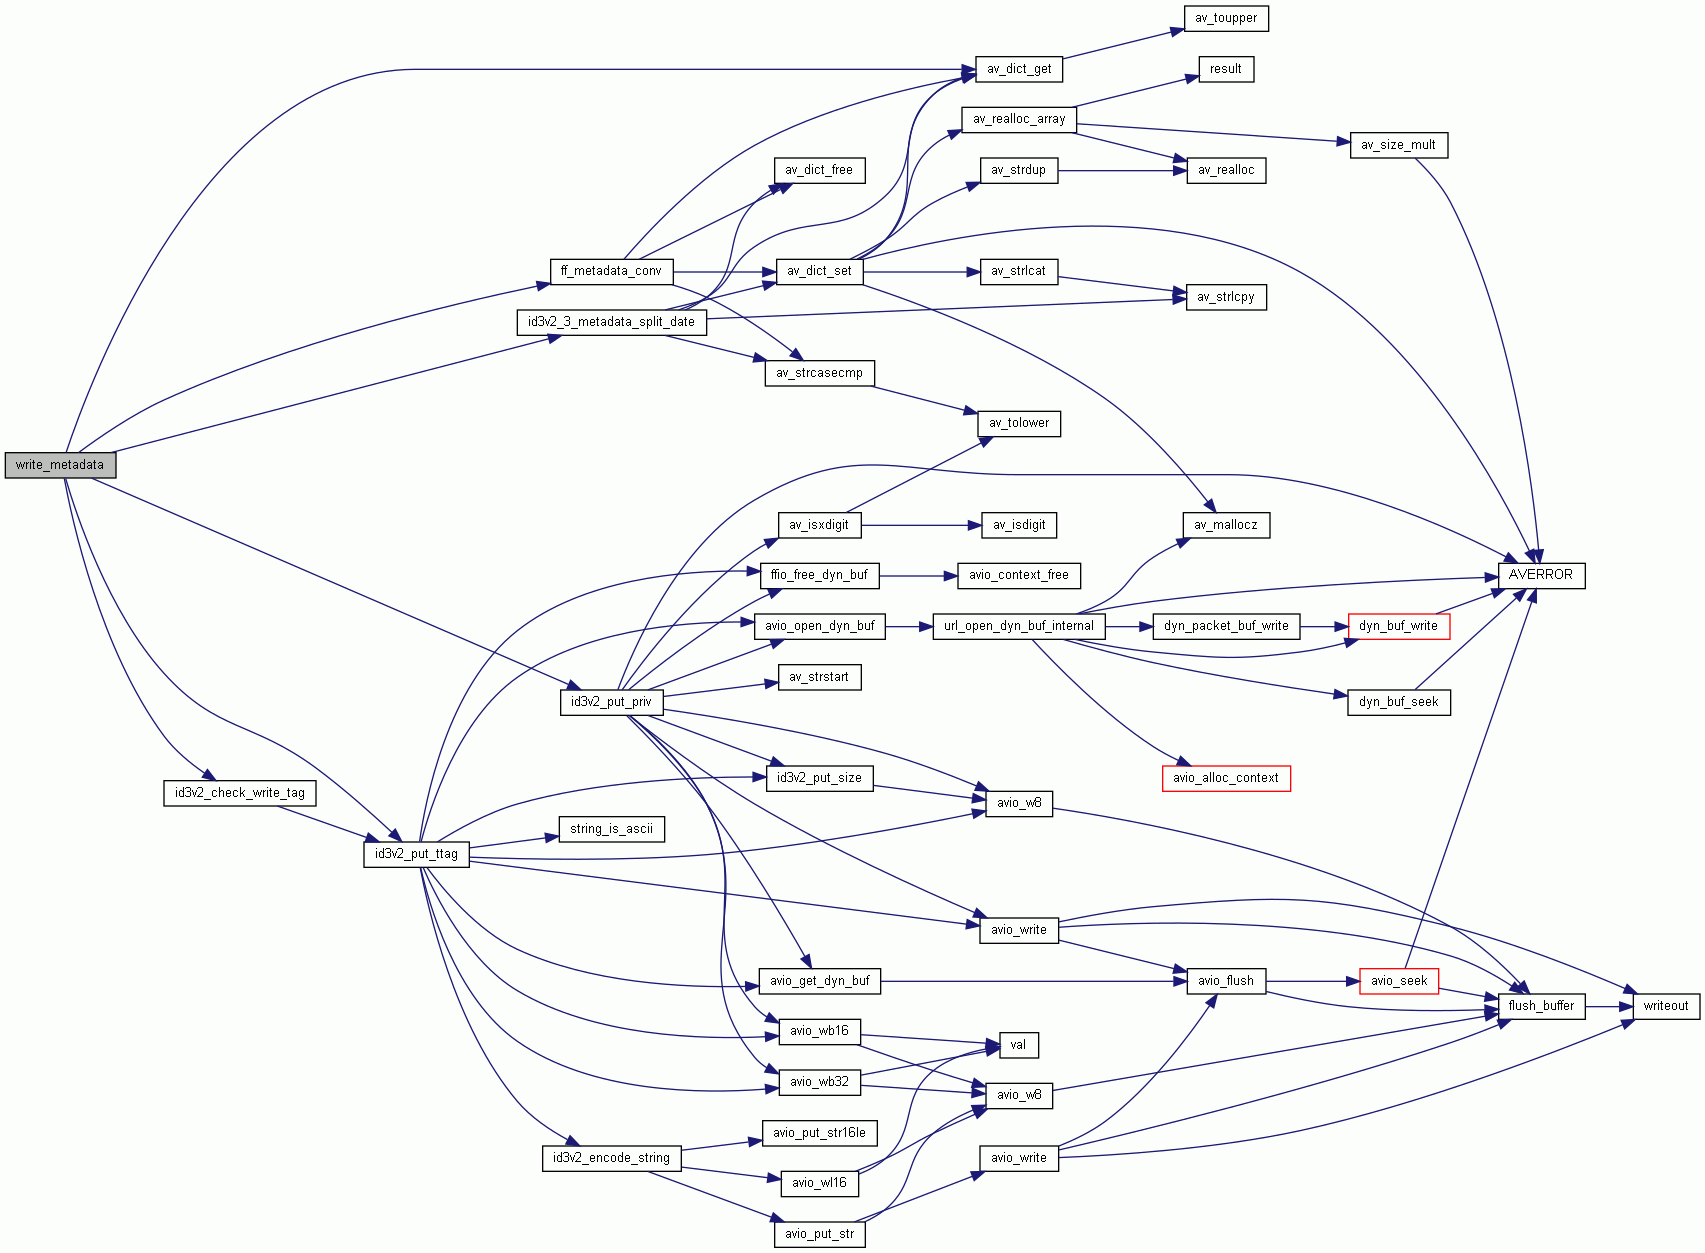 av_toupper
av_dict_get
result
av_realloc_array
av_size_mult
av_dict_free
av_strdup
av_realloc
ff_metadata_conv
av_dict_set
av_strlcat
av_strlcpy
id3v2_3_metadata_split_date
av_strcasecmp
av_tolower
write_metadata
av_isxdigit
av_isdigit
av_mallocz
ffio_free_dyn_buf
avio_context_free
AVERROR
avio_open_dyn_buf
url_open_dyn_buf_internal
dyn_packet_buf_write
dyn_buf_write
av_strstart
id3v2_put_priv
dyn_buf_seek
id3v2_put_size
avio_alloc_context
id3v2_check_write_tag
avio_w8
string_is_ascii
id3v2_put_ttag
avio_write
avio_get_dyn_buf
avio_flush
avio_seek
flush_buffer
writeout
avio_wb16
val
avio_wb32
avio_w8
avio_put_str16le
id3v2_encode_string
avio_write
avio_wl16
avio_put_str